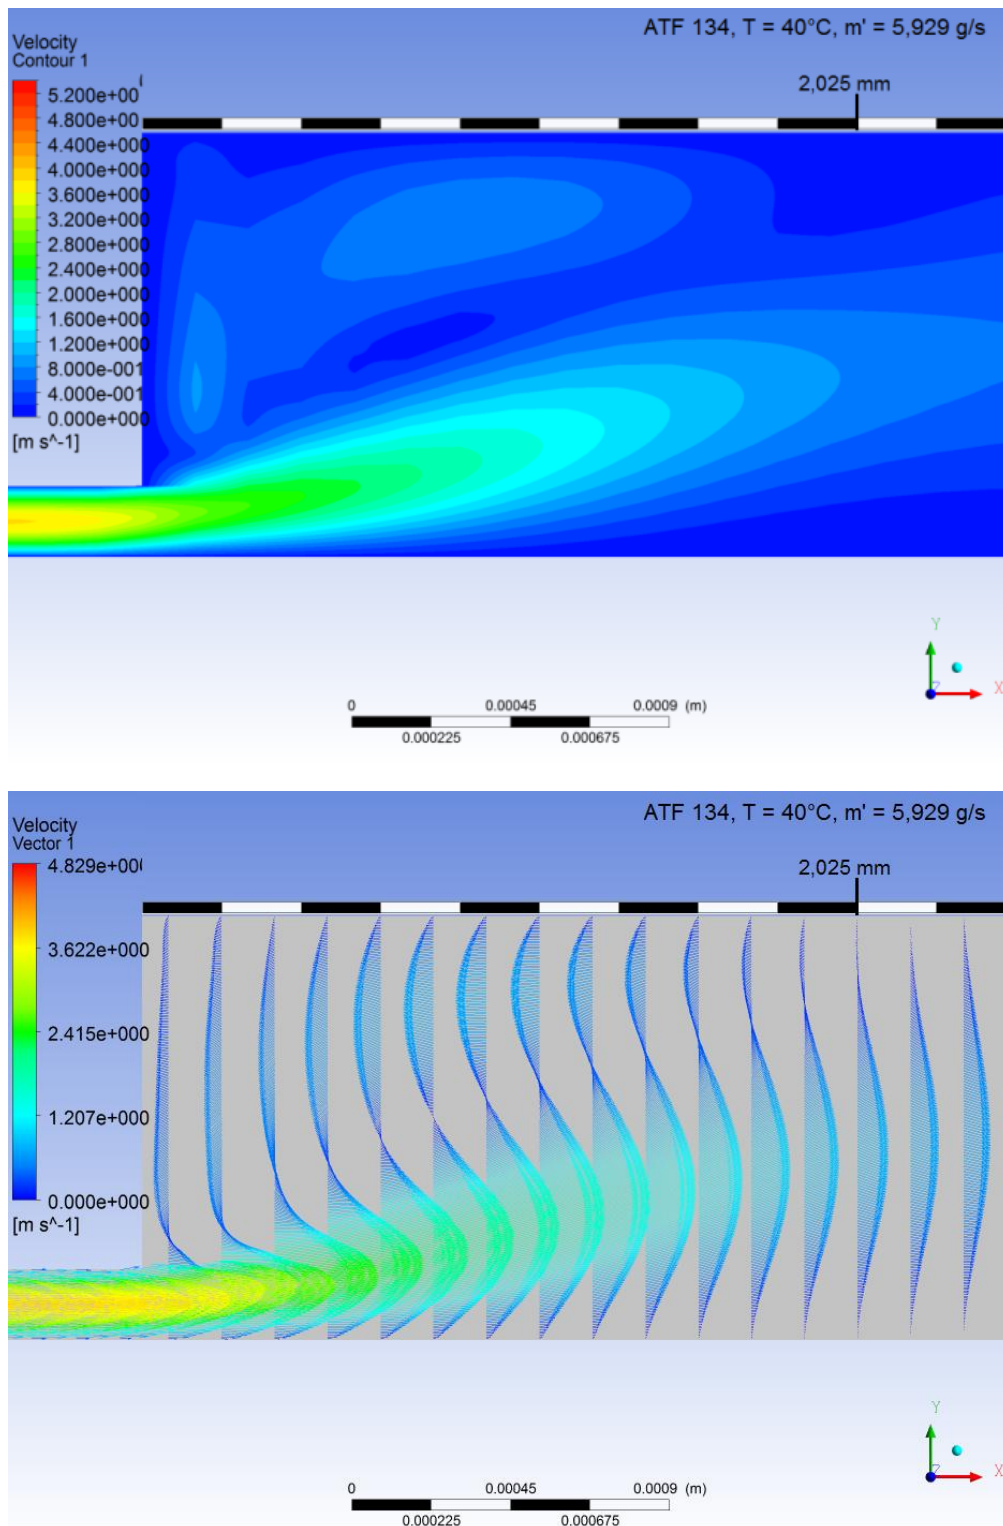 ATF 134, T = 40°C, m' = 5,929 g/s
Velocity
Contour 1
2,025 mm
5.200e+00
4.800e+00
4.400e+00
4.000e+000
3.600e+000
3.200e+000
2.800e+000
2.400e+000
2.000e+000
1.600e+000
1.200e+000
8.000e-001
4.000e-001
0.000e+000
[m s^-1]
Y
Z
X
0 0.00045 0.0009 (m)
0.000225 0.000675
ATF 134, T = 40°C, m' = 5,929 g/s
Velocity
Vector 1
2,025 mm
4.829e+00
3.622e+000
2.415e+000
1.207e+000
0.000e+000
[m s^-1]
Y
Z
X
0 0.00045 0.0009 (m)
0.000225 0.000675